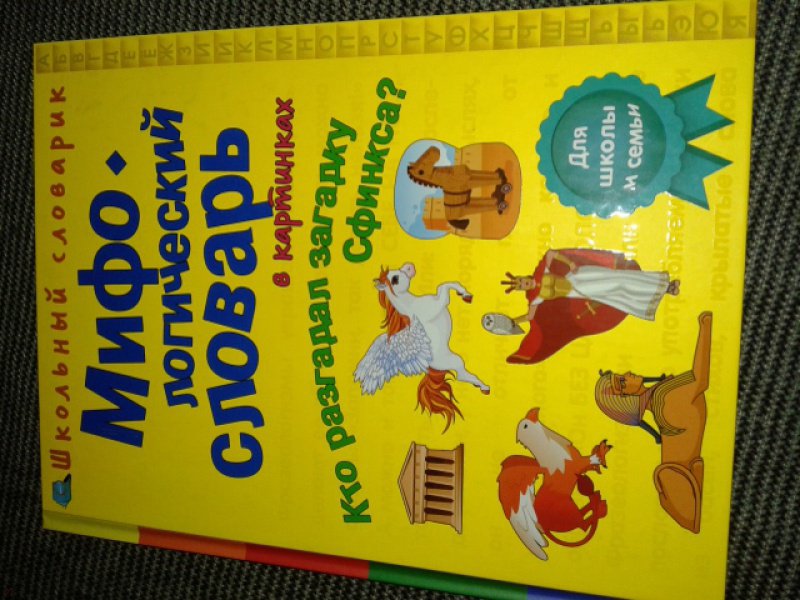 А Б В Г Д Е Ё Ж З И Й К Л М Н О П Р С Т У Ф Х Ц Ч Ш Щ Ъ Ы Ь Э Ю Я
Школьный словарик
Мифо-
логический
словарь
в картинках
Кто разгадал загадку
Сфинкса?
Для
школы
и семьи